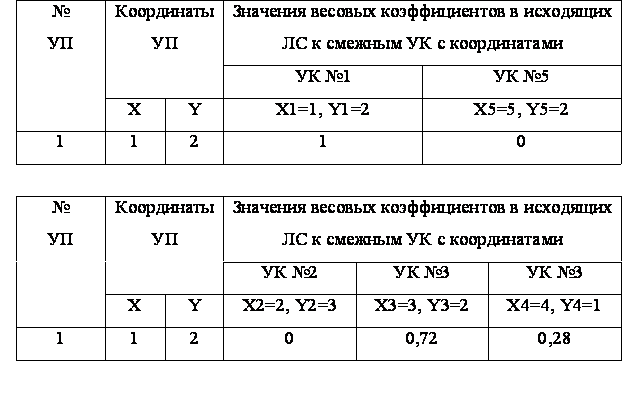 № Координаты Значения весовых коэффициентов в исходящих
УП УП ЛС к смежным УК с координатами
УК №1 УК №5
X Y X1=1, Y1=2 X5=5, Y5=2
1 1 2 1 0
№ Координаты Значения весовых коэффициентов в исходящих
УП УП ЛС к смежным УК с координатами
УК №2 УК №3 УК №3
X Y X2=2, Y2=3 X3=3, Y3=2 X4=4, Y4=1
1 1 2 0 0,72 0,28